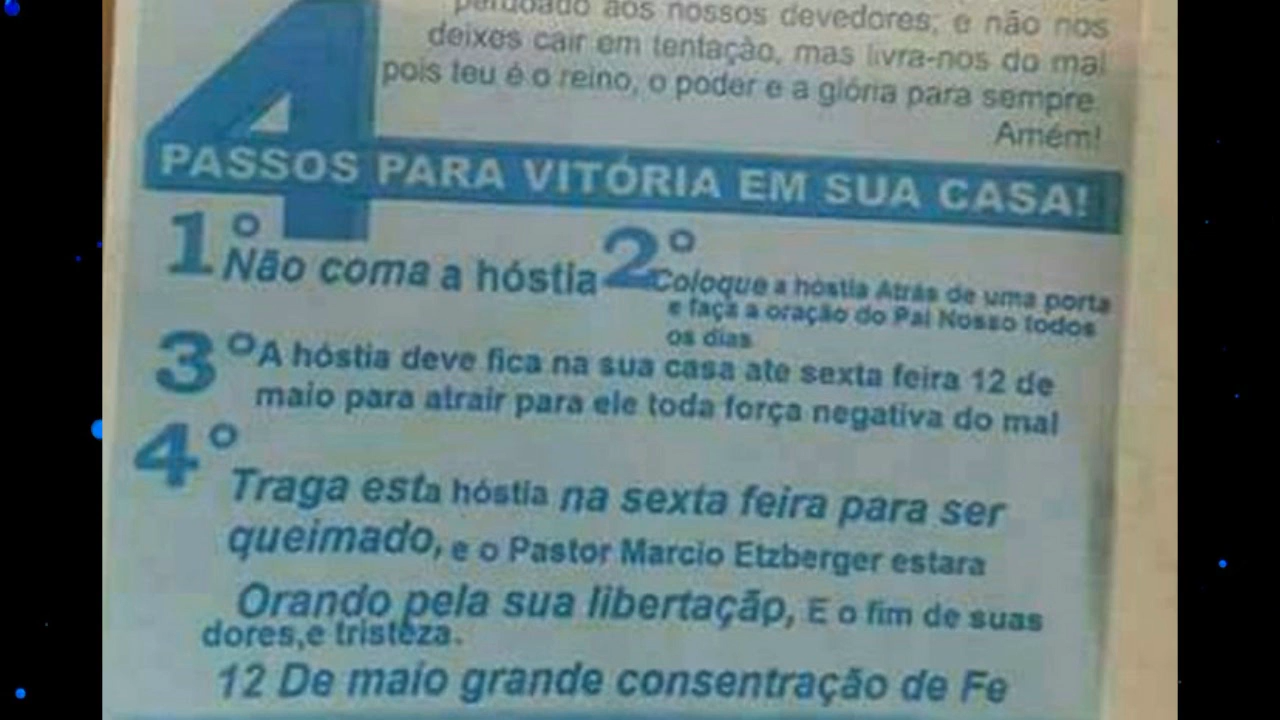 perdoado aos nossos devedores; e não nos
deixes cair em tentação, mas livra-nos do mal
pois teu é o reino, o poder e a glória para sempre.
Amém!
4
PASSOS PARA VITÓRIA EM SUA CASA!
1º Não coma a hóstia
2º Coloque a hóstia Atrás de uma porta
e faça a oração do Pai Nosso todos
os dias
3º A hóstia deve fica na sua casa ate sexta feira 12 de
maio para atrair para ele toda força negativa do mal
4º
Traga esta hóstia na sexta feira para ser
queimado, e o Pastor Marcio Etzberger estara
Orando pela sua libertação, E o fim de suas
dores,e tristeza.
12 De maio grande consentração de Fe